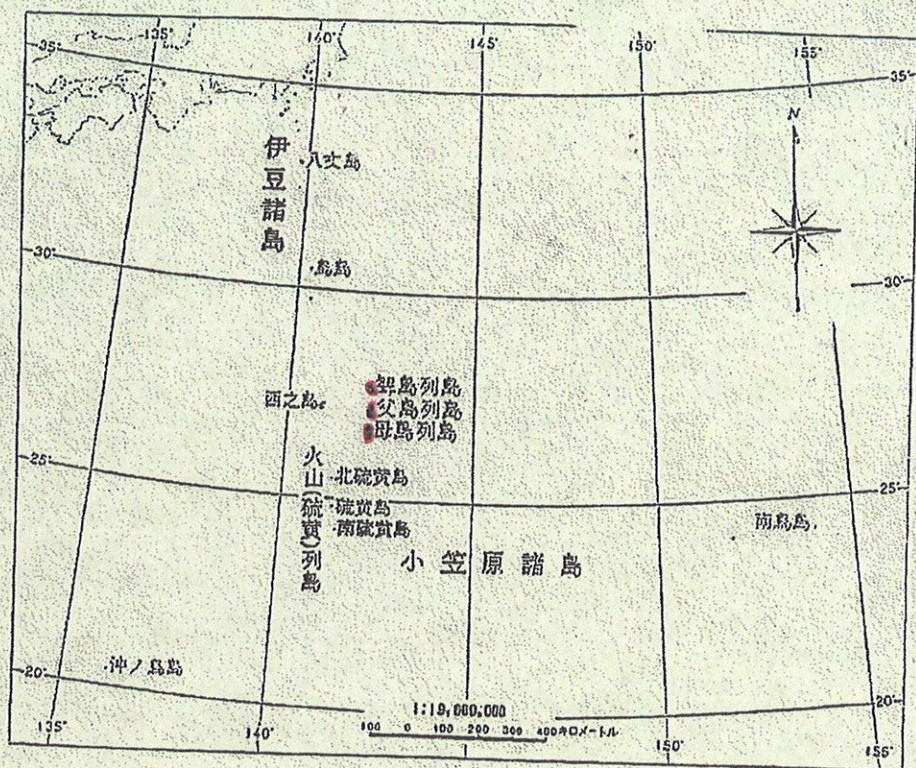 135°
140°
145°
150°
155°
35°
35°
N
伊豆諸島
八丈島
30°
鳥島
30°
聟島列島
西之島
父島列島
母島列島
25°
火山(硫黄)列島
北硫黄島
硫黄島
25°
南硫黄島
南鳥島
小笠原諸島
沖ノ鳥島
20°
20°
1:19,000,000
100 0 100 200 300 400キロメートル
135°
140°
150°
155°